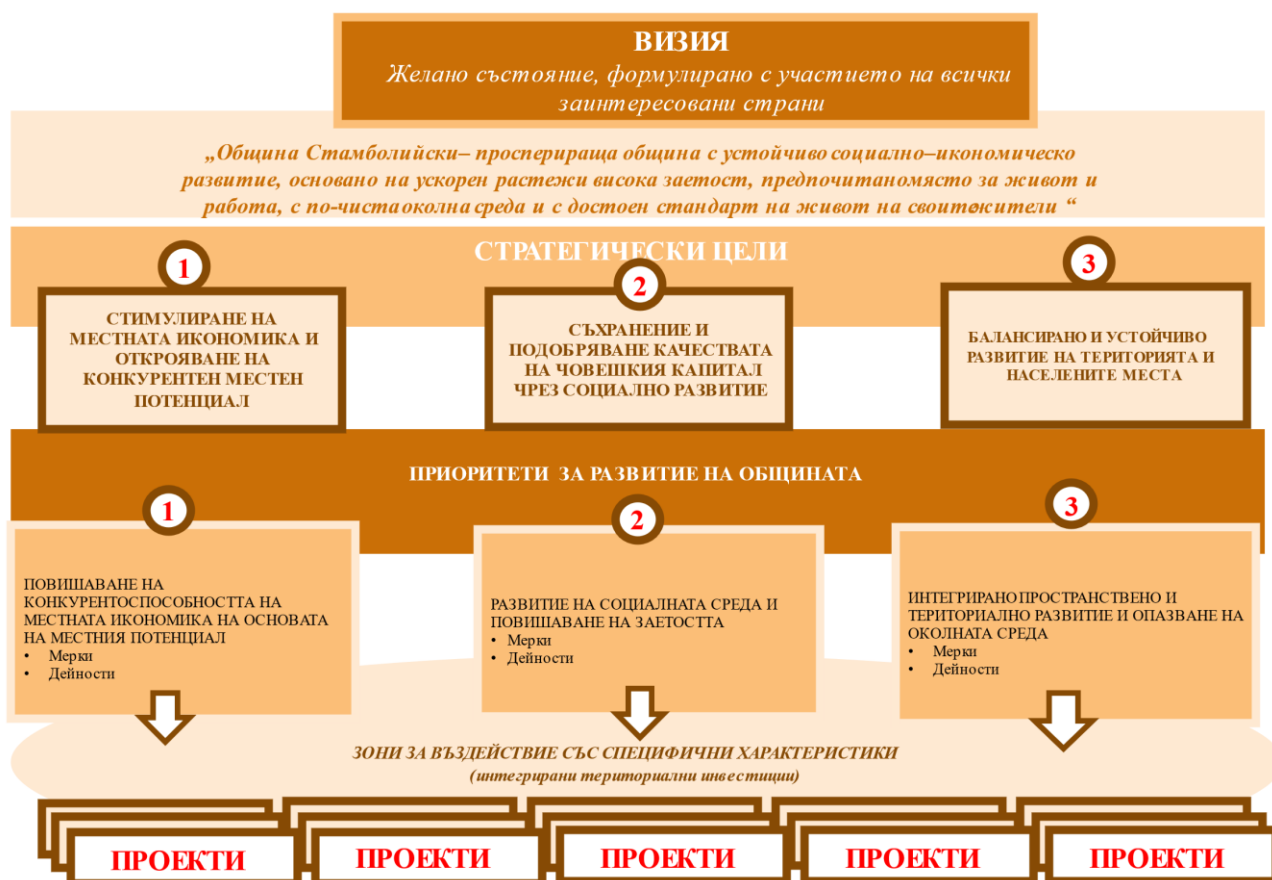 ВИЗИЯ
Желано състояние, формулирано с участието на всички
заинтересовани страни
„Община Стамболийски– просперираща община с устойчиво социално–икономическо
развитие, основано на ускорен растежи висока заетост, предпочитаномясто за живот и
работа, с по-чистаоколна среда и с достоен стандарт на живот на своитежители “
СТРАТЕГИЧЕСКИ ЦЕЛИ
1
СТИМУЛИРАНЕ НА
МЕСТНАТА ИКОНОМИКА И
ОТКРОЯВАНЕ НА
КОНКУРЕНТЕН МЕСТЕН
ПОТЕНЦИАЛ
2
СЪХРАНЕНИЕ И
ПОДОБРЯВАНЕ КАЧЕСТВАТА
НА ЧОВЕШКИЯ КАПИТАЛ
ЧРЕЗ СОЦИАЛНО РАЗВИТИЕ
3
БАЛАНСИРАНО И УСТОЙЧИВО
РАЗВИТИЕ НА ТЕРИТОРИЯТА И
НАСЕЛЕНИТЕ МЕСТА
ПРИОРИТЕТИ ЗА РАЗВИТИЕ НА ОБЩИНАТА
1
ПОВИШАВАНЕ НА
КОНКУРЕНТОСПОСОБНОСТТА НА
МЕСТНАТА ИКОНОМИКА НА ОСНОВАТА
НА МЕСТНИЯ ПОТЕНЦИАЛ
• Мерки
• Дейности
2
РАЗВИТИЕ НА СОЦИАЛНАТА СРЕДА И
ПОВИШАВАНЕ НА ЗАЕТОСТТА
• Мерки
• Дейности
3
ИНТЕГРИРАНО ПРОСТРАНСТВЕНО И
ТЕРИТОРИАЛНО РАЗВИТИЕ И ОПАЗВАНЕ НА
ОКОЛНАТА СРЕДА
• Мерки
• Дейности
ЗОНИ ЗА ВЪЗДЕЙСТВИЕ СЪС СПЕЦИФИЧНИ ХАРАКТЕРИСТИКИ
(интегрирани териториални инвестиции)
ПРОЕКТИ
ПРОЕКТИ
ПРОЕКТИ
ПРОЕКТИ
ПРОЕКТИ